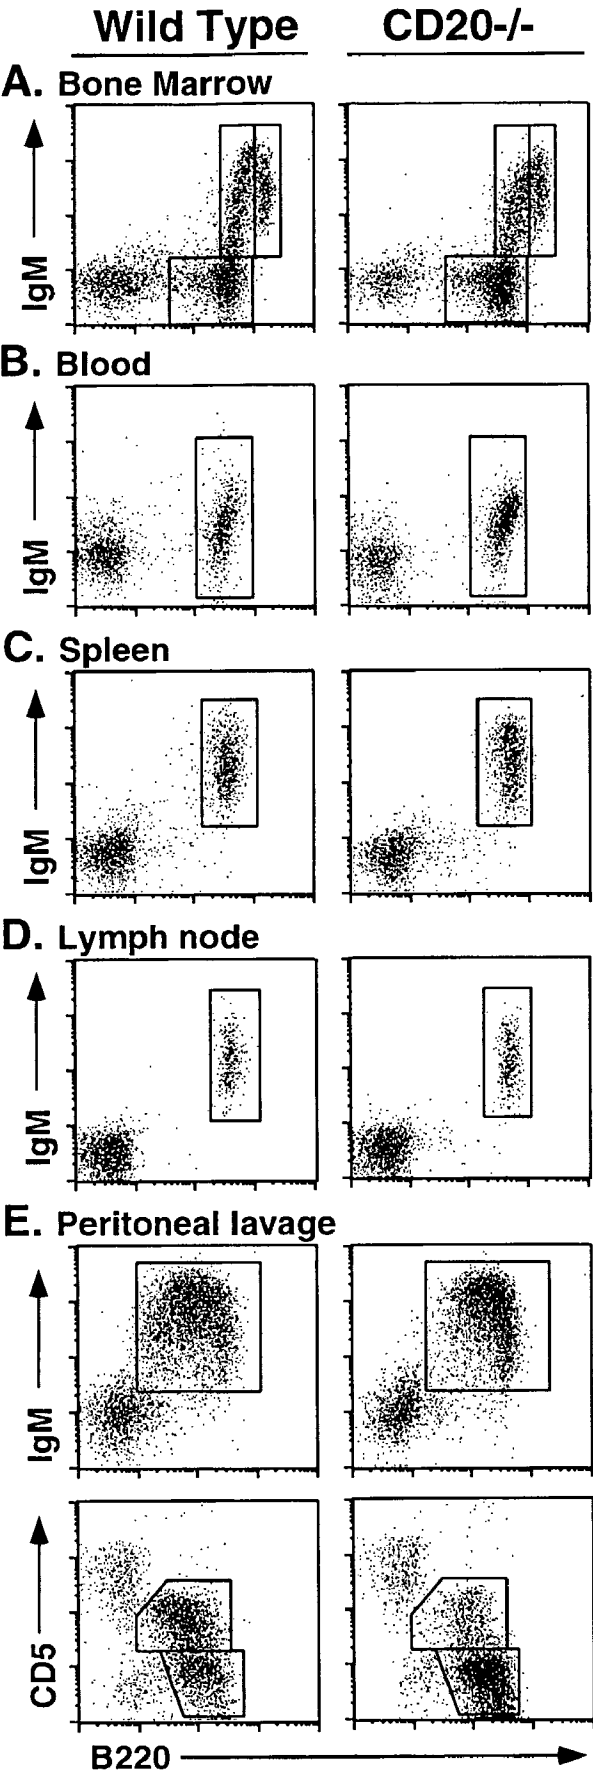 Wild Type CD20-/-
A. Bone Marrow
IgM
B. Blood
IgM
C. Spleen
IgM
D. Lymph node
IgM
E. Peritoneal lavage
IgM
CD5
B220